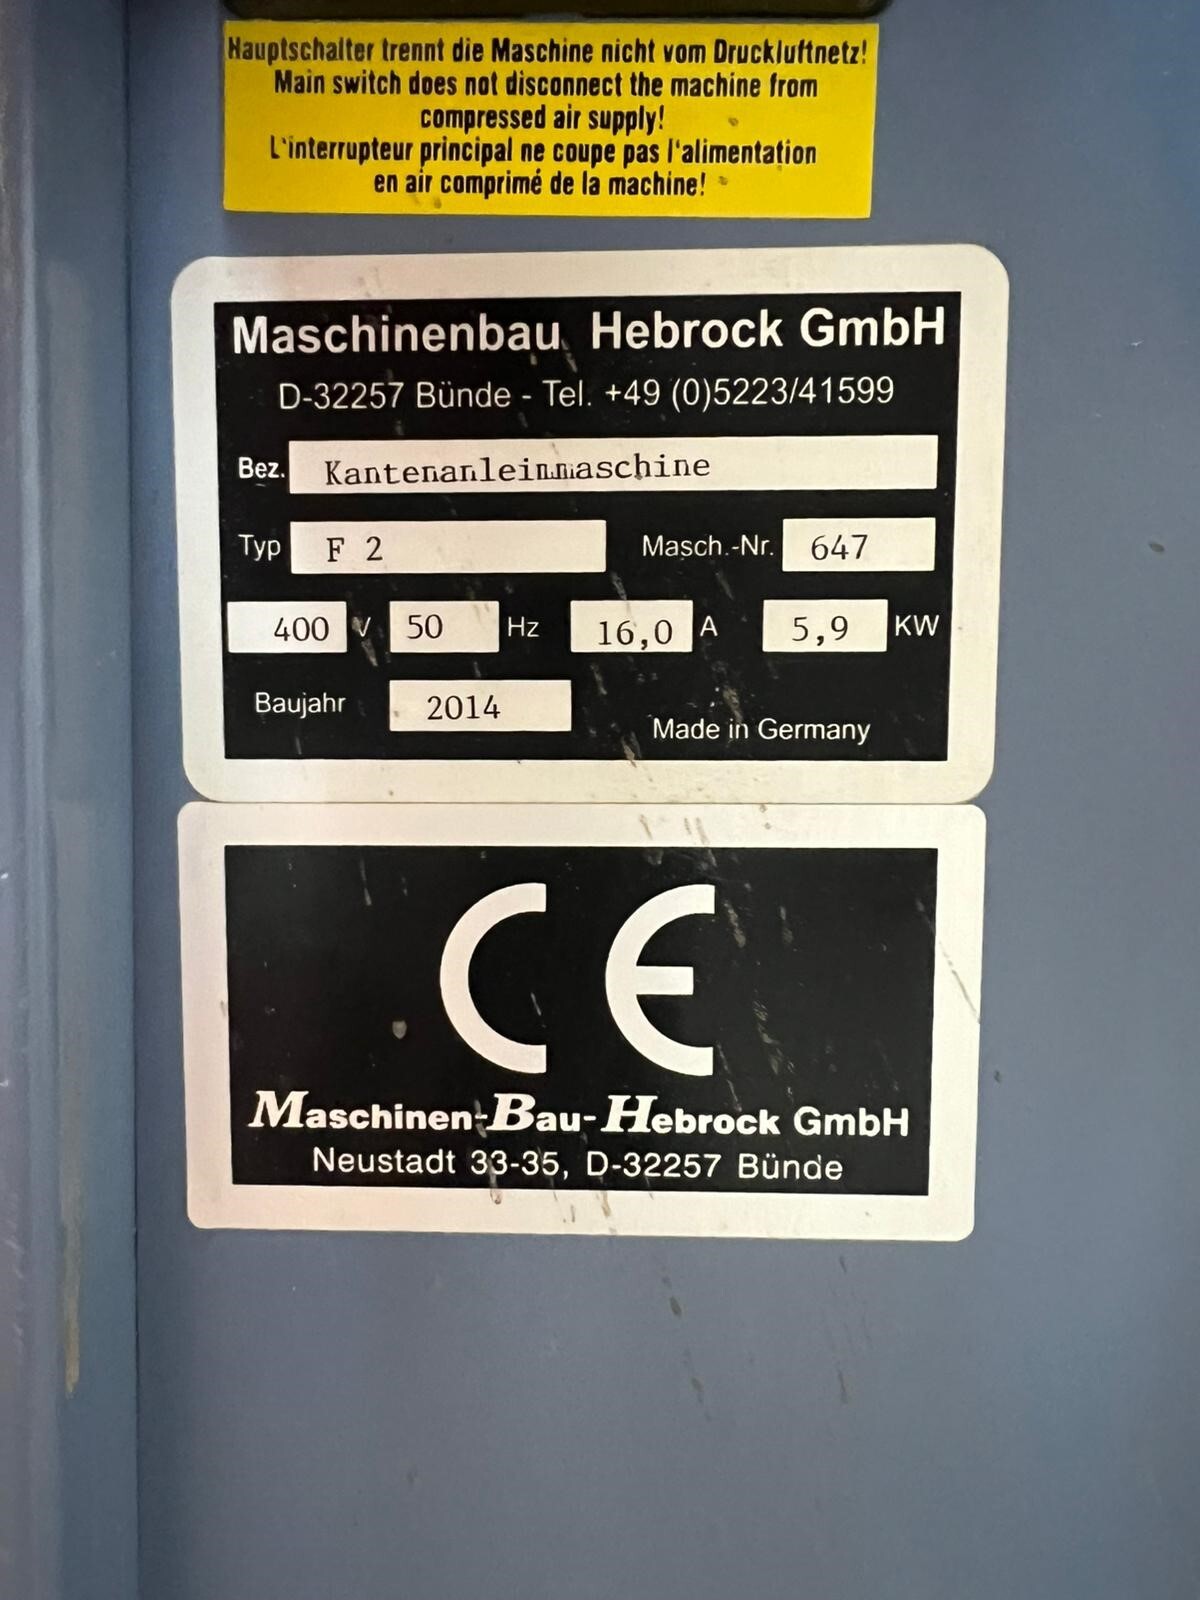 Hauptschalter trennt die Maschine nicht vom Druckluftnetz!
Main switch does not disconnect the machine from
compressed air supply!
L'interrupteur principal ne coupe pas l'alimentation
en air comprimé de la machine!
Maschinenbau Hebrock GmbH
D-32257 Bünde - Tel. +49 (0)5223/41599
Bez. Kantenanleimmaschine
Typ F 2 Masch.-Nr. 647
400 V 50 Hz 16,0 A 5,9 KW
Baujahr 2014
Made in Germany
CE
Maschinen-Bau-Hebrock GmbH
Neustadt 33-35, D-32257 Bünde